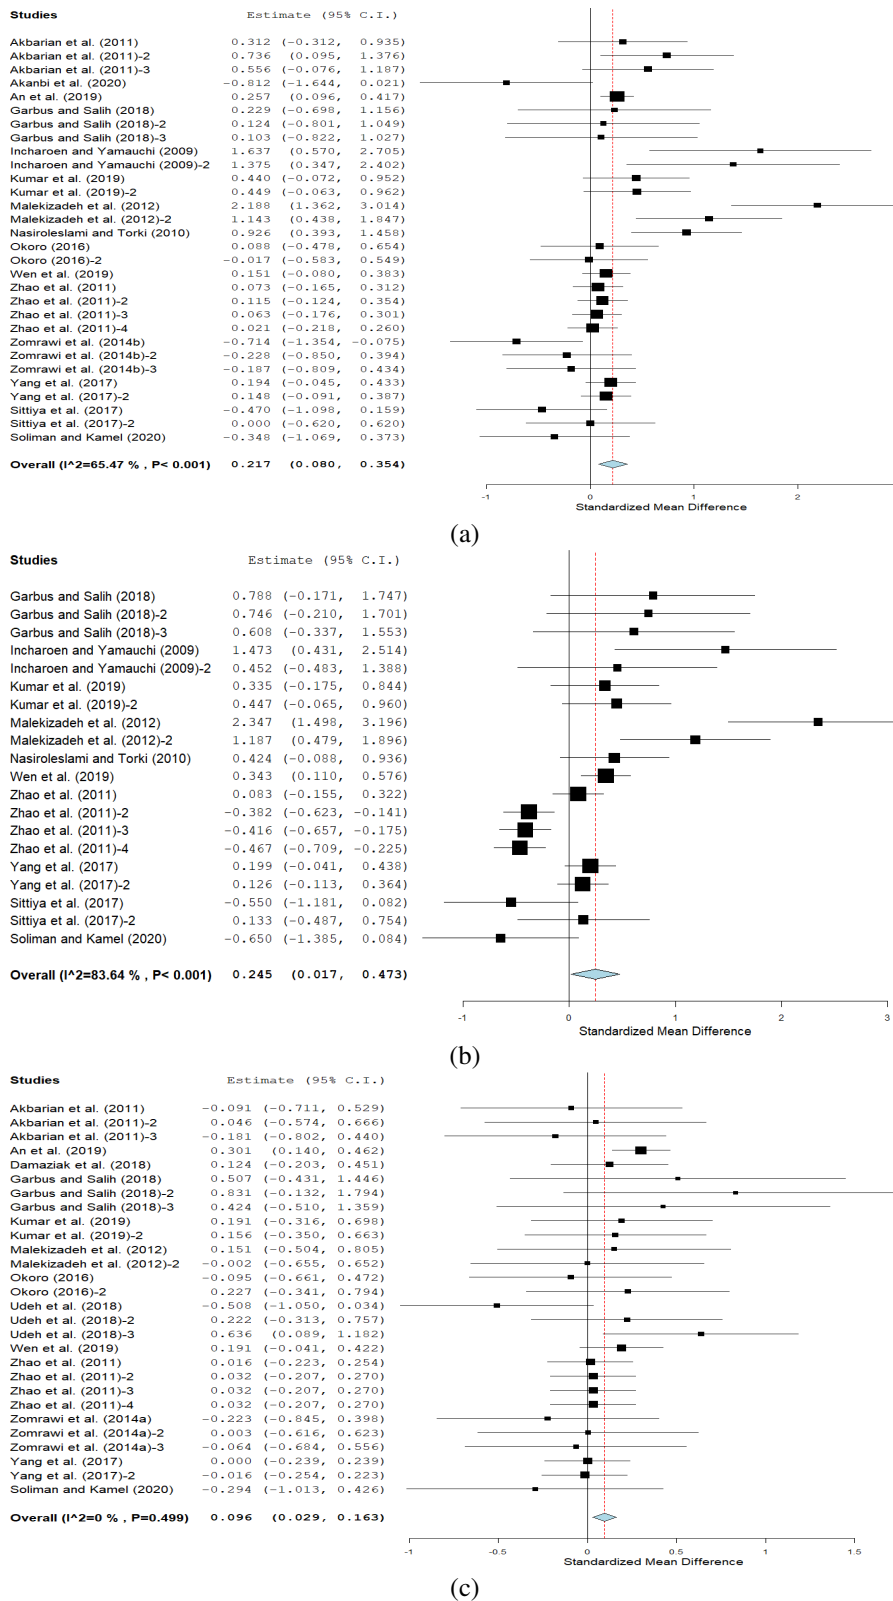 Studies Estimate (95% C.I.)
Akbarian et al. (2011) 0.312 (-0.312, 0.935)
Akbarian et al. (2011)-2 0.736 (0.095, 1.376)
Akbarian et al. (2011)-3 0.556 (-0.076, 1.187)
Akanbi et al. (2020) -0.812 (-1.644, 0.021)
An et al. (2019) 0.257 (0.096, 0.417)
Garbus and Salih (2018) 0.229 (-0.698, 1.156)
Garbus and Salih (2018)-2 0.124 (-0.801, 1.049)
Garbus and Salih (2018)-3 0.103 (-0.822, 1.027)
Incharoen and Yamauchi (2009) 1.637 (0.570, 2.705)
Incharoen and Yamauchi (2009)-2 1.375 (0.347, 2.402)
Kumar et al. (2019) 0.440 (-0.072, 0.952)
Kumar et al. (2019)-2 0.449 (-0.063, 0.962)
Malekizadeh et al. (2012) 2.188 (1.362, 3.014)
Malekizadeh et al. (2012)-2 1.143 (0.438, 1.847)
Nasiroleslami and Torki (2010) 0.926 (0.393, 1.458)
Okoro (2016) 0.088 (-0.478, 0.654)
Okoro (2016)-2 -0.017 (-0.583, 0.549)
Wen et al. (2019) 0.151 (-0.080, 0.383)
Zhao et al. (2011) 0.073 (-0.165, 0.312)
Zhao et al. (2011)-2 0.115 (-0.124, 0.354)
Zhao et al. (2011)-3 0.063 (-0.176, 0.301)
Zhao et al. (2011)-4 0.021 (-0.218, 0.260)
Zomrawi et al. (2014b) -0.714 (-1.354, -0.075)
Zomrawi et al. (2014b)-2 -0.228 (-0.850, 0.394)
Zomrawi et al. (2014b)-3 -0.187 (-0.809, 0.434)
Yang et al. (2017) 0.194 (-0.045, 0.433)
Yang et al. (2017)-2 0.148 (-0.091, 0.387)
Sittiya et al. (2017) -0.470 (-1.098, 0.159)
Sittiya et al. (2017)-2 0.000 (-0.620, 0.620)
Soliman and Kamel (2020) -0.348 (-1.069, 0.373)
Overall (I^2=65.47 % , P< 0.001) 0.217 (0.080, 0.354)
-1 0 1 2
Standardized Mean Difference
(a)
Studies Estimate (95% C.I.)
Garbus and Salih (2018) 0.788 (-0.171, 1.747)
Garbus and Salih (2018)-2 0.746 (-0.210, 1.701)
Garbus and Salih (2018)-3 0.608 (-0.337, 1.553)
Incharoen and Yamauchi (2009) 1.473 (0.431, 2.514)
Incharoen and Yamauchi (2009)-2 0.452 (-0.483, 1.388)
Kumar et al. (2019) 0.335 (-0.175, 0.844)
Kumar et al. (2019)-2 0.447 (-0.065, 0.960)
Malekizadeh et al. (2012) 2.347 (1.498, 3.196)
Malekizadeh et al. (2012)-2 1.187 (0.479, 1.896)
Nasiroleslami and Torki (2010) 0.424 (-0.088, 0.936)
Wen et al. (2019) 0.343 (0.110, 0.576)
Zhao et al. (2011) 0.083 (-0.155, 0.322)
Zhao et al. (2011)-2 -0.382 (-0.623, -0.141)
Zhao et al. (2011)-3 -0.416 (-0.657, -0.175)
Zhao et al. (2011)-4 -0.467 (-0.709, -0.225)
Yang et al. (2017) 0.199 (-0.041, 0.438)
Yang et al. (2017)-2 0.126 (-0.113, 0.364)
Sittiya et al. (2017) -0.550 (-1.181, 0.082)
Sittiya et al. (2017)-2 0.133 (-0.487, 0.754)
Soliman and Kamel (2020) -0.650 (-1.385, 0.084)
Overall (I^2=83.64 % , P< 0.001) 0.245 (0.017, 0.473)
-1 0 1 2 3
Standardized Mean Difference
(b)
Studies Estimate (95% C.I.)
Akbarian et al. (2011) -0.091 (-0.711, 0.529)
Akbarian et al. (2011)-2 0.046 (-0.574, 0.666)
Akbarian et al. (2011)-3 -0.181 (-0.802, 0.440)
An et al. (2019) 0.301 (0.140, 0.462)
Damaziak et al. (2018) 0.124 (-0.203, 0.451)
Garbus and Salih (2018) 0.507 (-0.431, 1.446)
Garbus and Salih (2018)-2 0.831 (-0.132, 1.794)
Garbus and Salih (2018)-3 0.424 (-0.510, 1.359)
Kumar et al. (2019) 0.191 (-0.316, 0.698)
Kumar et al. (2019)-2 0.156 (-0.350, 0.663)
Malekizadeh et al. (2012) 0.151 (-0.504, 0.805)
Malekizadeh et al. (2012)-2 -0.002 (-0.655, 0.652)
Okoro (2016) -0.095 (-0.661, 0.472)
Okoro (2016)-2 0.227 (-0.341, 0.794)
Udeh et al. (2018) -0.508 (-1.050, 0.034)
Udeh et al. (2018)-2 0.222 (-0.313, 0.757)
Udeh et al. (2018)-3 0.636 (0.089, 1.182)
Wen et al. (2019) 0.191 (-0.041, 0.422)
Zhao et al. (2011) 0.016 (-0.223, 0.254)
Zhao et al. (2011)-2 0.032 (-0.207, 0.270)
Zhao et al. (2011)-3 0.032 (-0.207, 0.270)
Zhao et al. (2011)-4 0.032 (-0.207, 0.270)
Zomrawi et al. (2014a) -0.223 (-0.845, 0.398)
Zomrawi et al. (2014a)-2 0.003 (-0.616, 0.623)
Zomrawi et al. (2014a)-3 -0.064 (-0.684, 0.556)
Yang et al. (2017) 0.000 (-0.239, 0.239)
Yang et al. (2017)-2 -0.016 (-0.254, 0.223)
Soliman and Kamel (2020) -0.294 (-1.013, 0.426)
Overall (I^2=0 % , P=0.499) 0.096 (0.029, 0.163)
-1 -0.5 0 0.5 1 1.5
Standardized Mean Difference
(c)